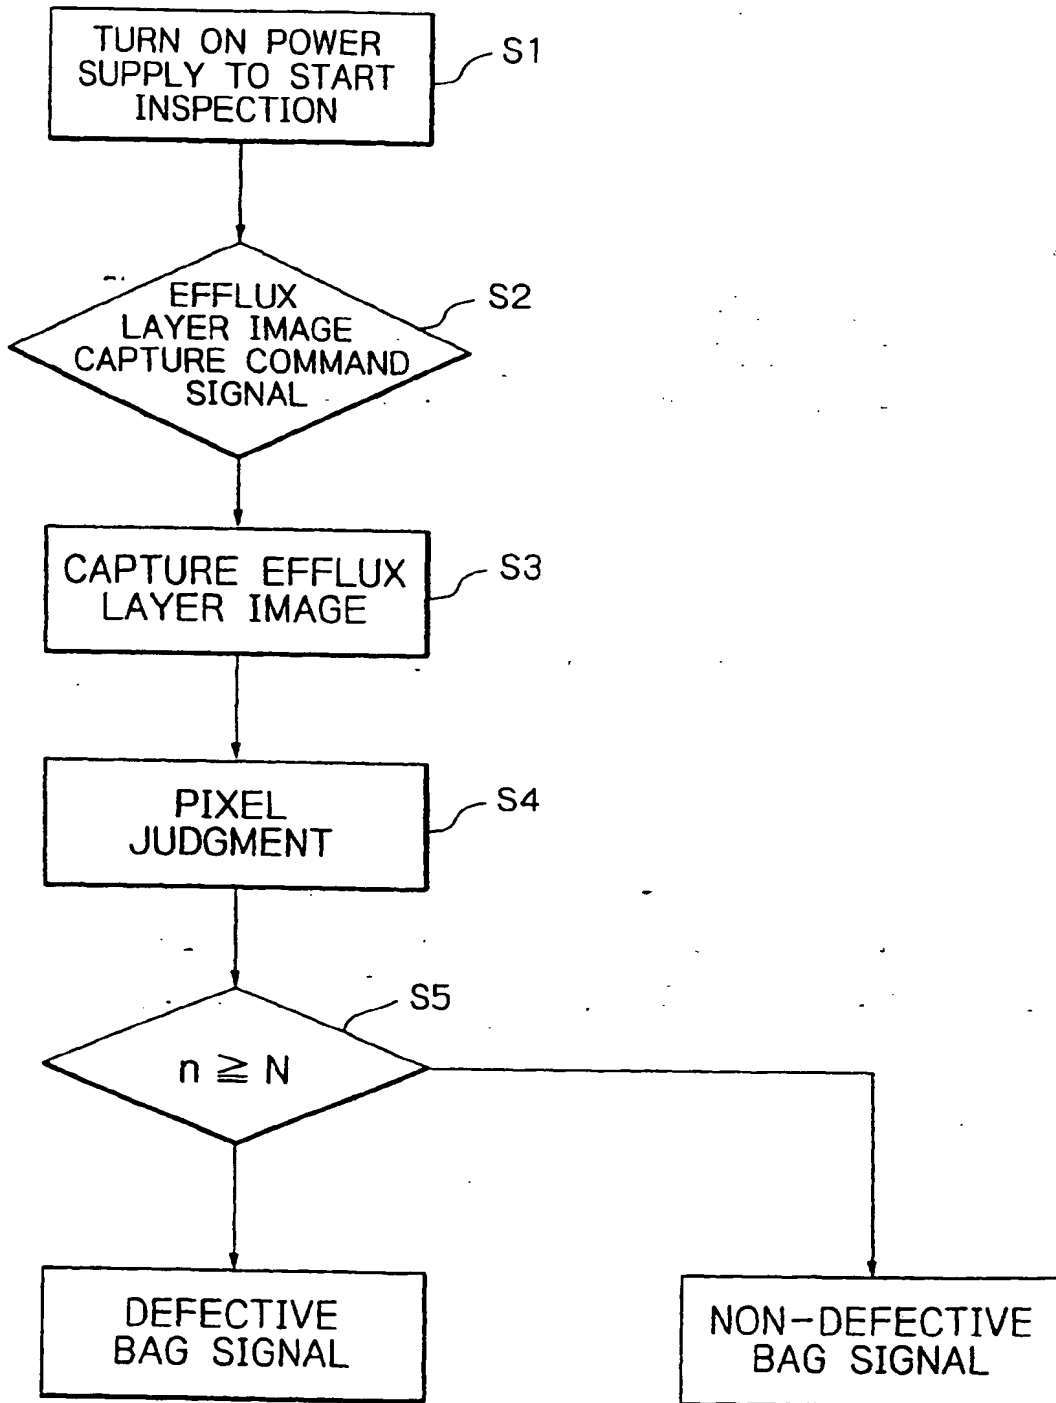 TURN ON POWER
SUPPLY TO START
INSPECTION
S1
EFFLUX
LAYER IMAGE
CAPTURE COMMAND
SIGNAL
S2
CAPTURE EFFLUX
LAYER IMAGE
S3
PIXEL
JUDGMENT
S4
S5
n ≧ N
DEFECTIVE
BAG SIGNAL
NON-DEFECTIVE
BAG SIGNAL